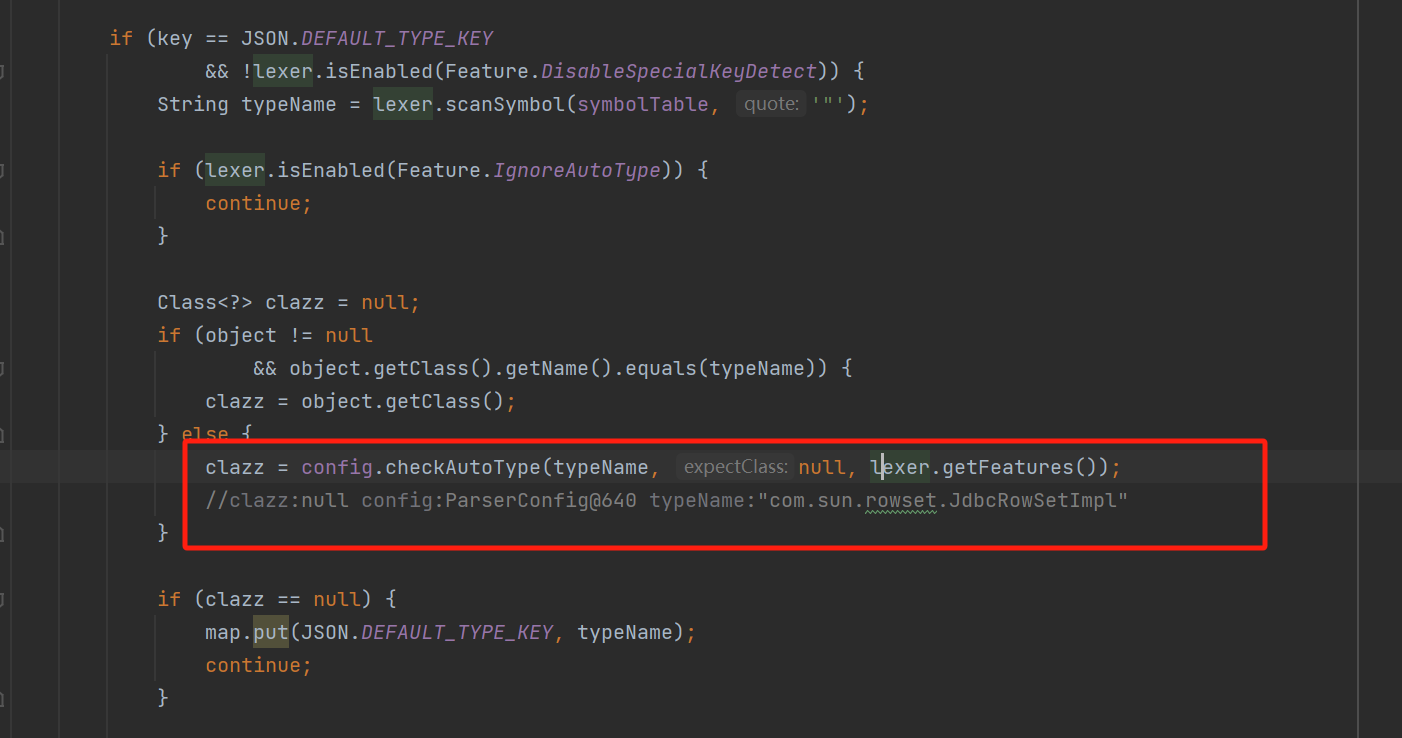 if (key == JSON.DEFAULT_TYPE_KEY
&& !lexer.isEnabled(Feature.DisableSpecialKeyDetect)) {
String typeName = lexer.scanSymbol(symbolTable, quote: '"');
if (lexer.isEnabled(Feature.IgnoreAutoType)) {
continue;
}
Class<?> clazz = null;
if (object != null
&& object.getClass().getName().equals(typeName)) {
clazz = object.getClass();
} else {
clazz = config.checkAutoType(typeName, expectClass: null, lexer.getFeatures());
//clazz:null config:ParserConfig@640 typeName:"com.sun.rowset.JdbcRowSetImpl"
}
if (clazz == null) {
map.put(JSON.DEFAULT_TYPE_KEY, typeName);
continue;
}